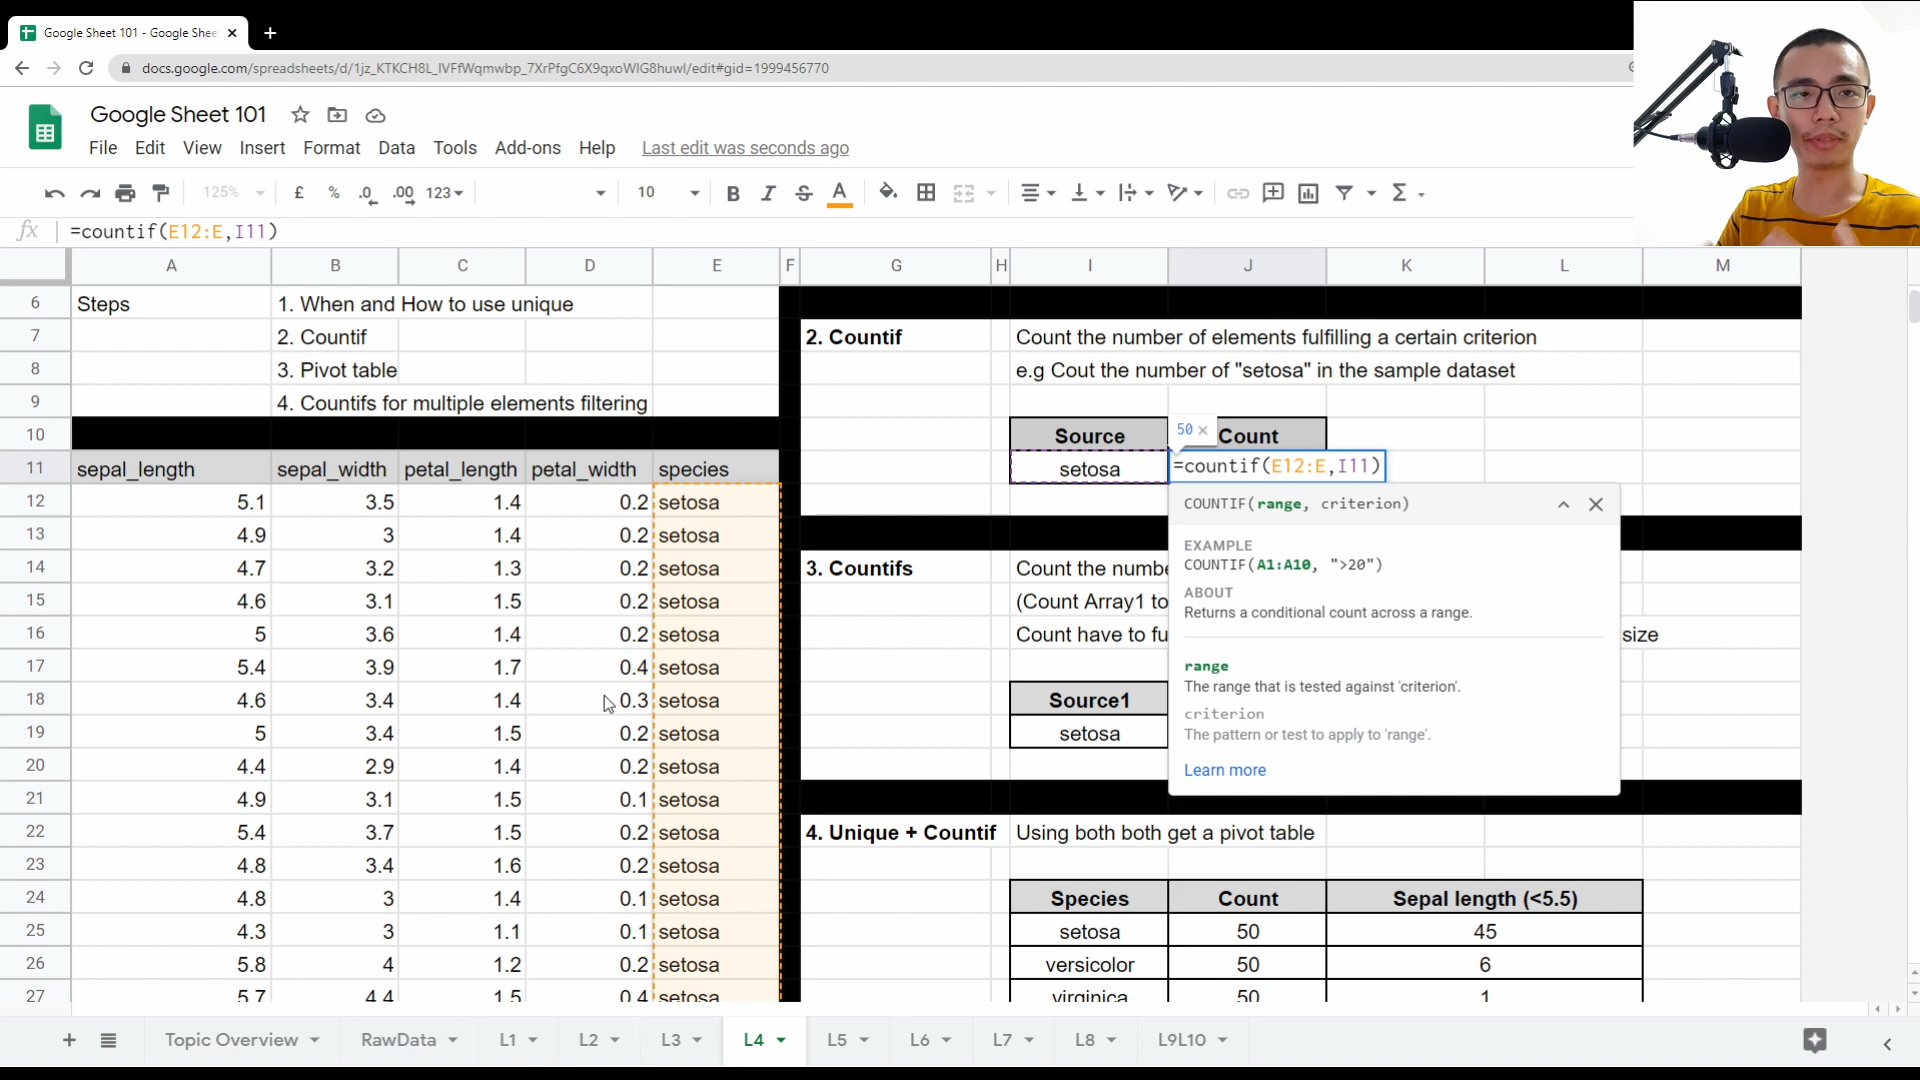 Google Sheet 101 - Google Shee
docs.google.com/spreadsheets/d/1jz_KTKCH8L_IVFfWqmwbp_7XrPfgC6X9qxoWIG8huwI/edit#gid=1999456770
Google Sheet 101
File Edit View Insert Format Data Tools Add-ons Help Last edit was seconds ago
125% £ % .0 .00 123 10 B I S A Σ
fx =countif(E12:E,I11)
A B C D E F G H I J K L M
6 Steps 1. When and How to use unique
7 2. Countif 2. Countif Count the number of elements fulfilling a certain criterion
8 3. Pivot table e.g Cout the number of "setosa" in the sample dataset
9 4. Countifs for multiple elements filtering
10 Source 50 × Count
11 sepal_length sepal_width petal_length petal_width species setosa =countif(E12:E,I11)
12 5.1 3.5 1.4 0.2 setosa
13 4.9 3 1.4 0.2 setosa
14 4.7 3.2 1.3 0.2 setosa 3. Countifs Count the numbe
15 4.6 3.1 1.5 0.2 setosa (Count Array1 to
16 5 3.6 1.4 0.2 setosa Count have to fu size
17 5.4 3.9 1.7 0.4 setosa
18 4.6 3.4 1.4 0.3 setosa Source1
19 5 3.4 1.5 0.2 setosa setosa
20 4.4 2.9 1.4 0.2 setosa
21 4.9 3.1 1.5 0.1 setosa
22 5.4 3.7 1.5 0.2 setosa 4. Unique + Countif Using both both get a pivot table
23 4.8 3.4 1.6 0.2 setosa
24 4.8 3 1.4 0.1 setosa Species Count Sepal length (<5.5)
25 4.3 3 1.1 0.1 setosa setosa 50 45
26 5.8 4 1.2 0.2 setosa versicolor 50 6
27 5.7 4.4 1.5 0.4 setosa virginica 50 1
COUNTIF(range, criterion)
EXAMPLE
COUNTIF(A1:A10, ">20")
ABOUT
Returns a conditional count across a range.
range
The range that is tested against 'criterion'.
criterion
The pattern or test to apply to 'range'.
Learn more
Topic Overview RawData L1 L2 L3 L4 L5 L6 L7 L8 L9L10